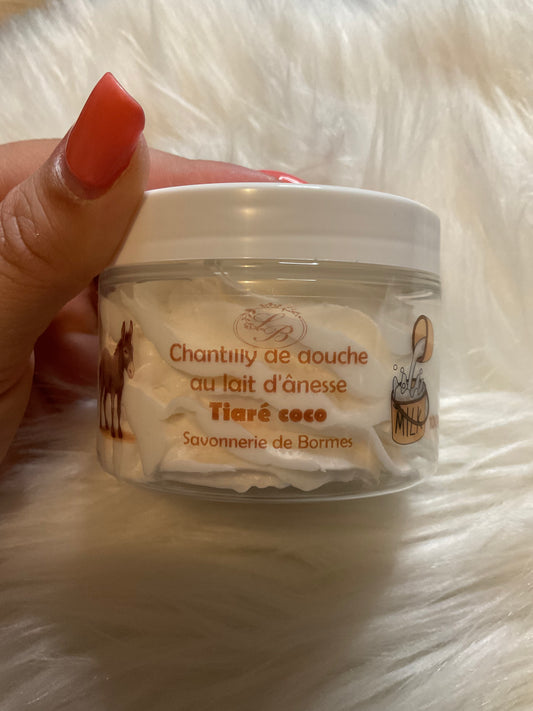 LB
Chantilly de douche
au lait d'ânesse
Tiaré coco
Savonnerie de Bormes
MILK